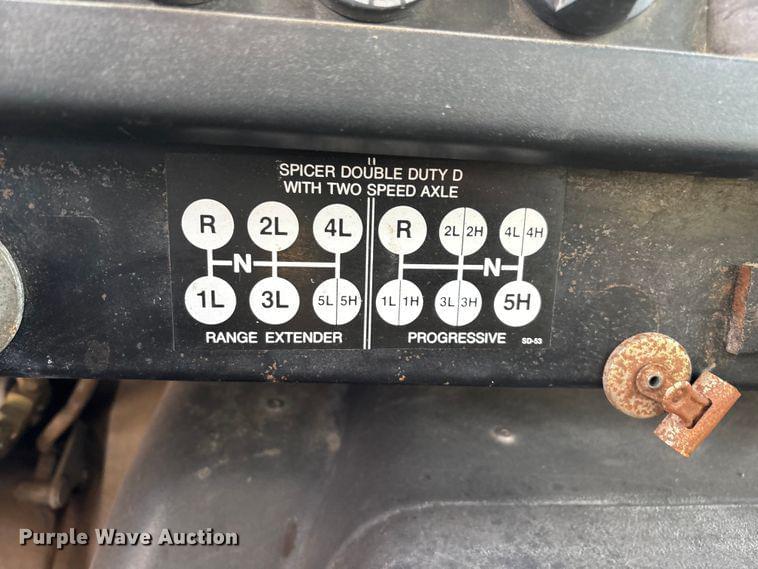 SPICER DOUBLE DUTY D
WITH TWO SPEED AXLE
R 2L 4L
N
1L 3L 5L 5H
RANGE EXTENDER
R 2L 2H 4L 4H
N
1L 1H 3L 3H 5H
PROGRESSIVE
SD-53
Purple Wave Auction